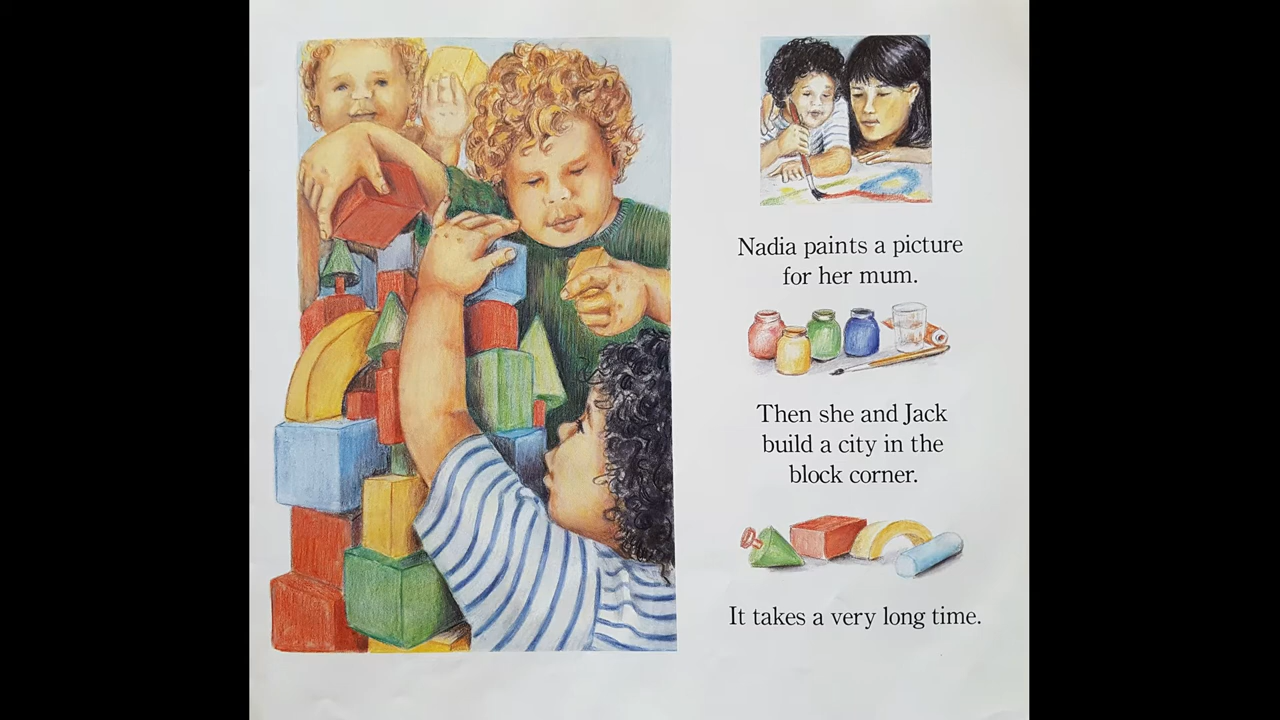 Nadia paints a picture
for her mum.
Then she and Jack
build a city in the
block corner.
It takes a very long time.